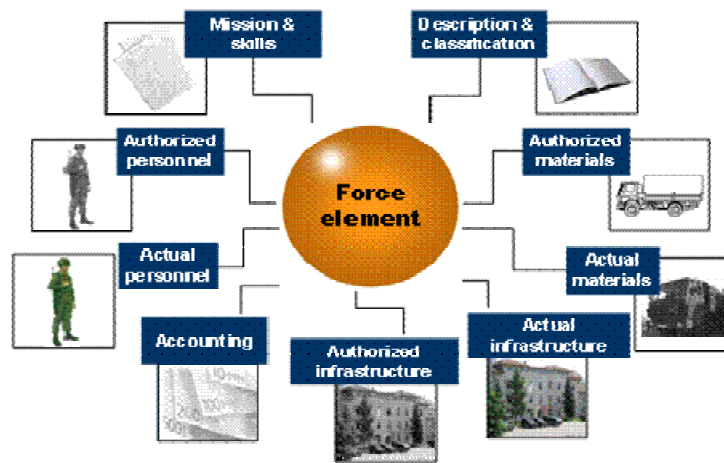 Mission &
skills
Description &
classification
Authorized
personnel
Authorized
materials
Force
element
Actual
personnel
Actual
materials
Accounting
Authorized
infrastructure
Actual
infrastructure